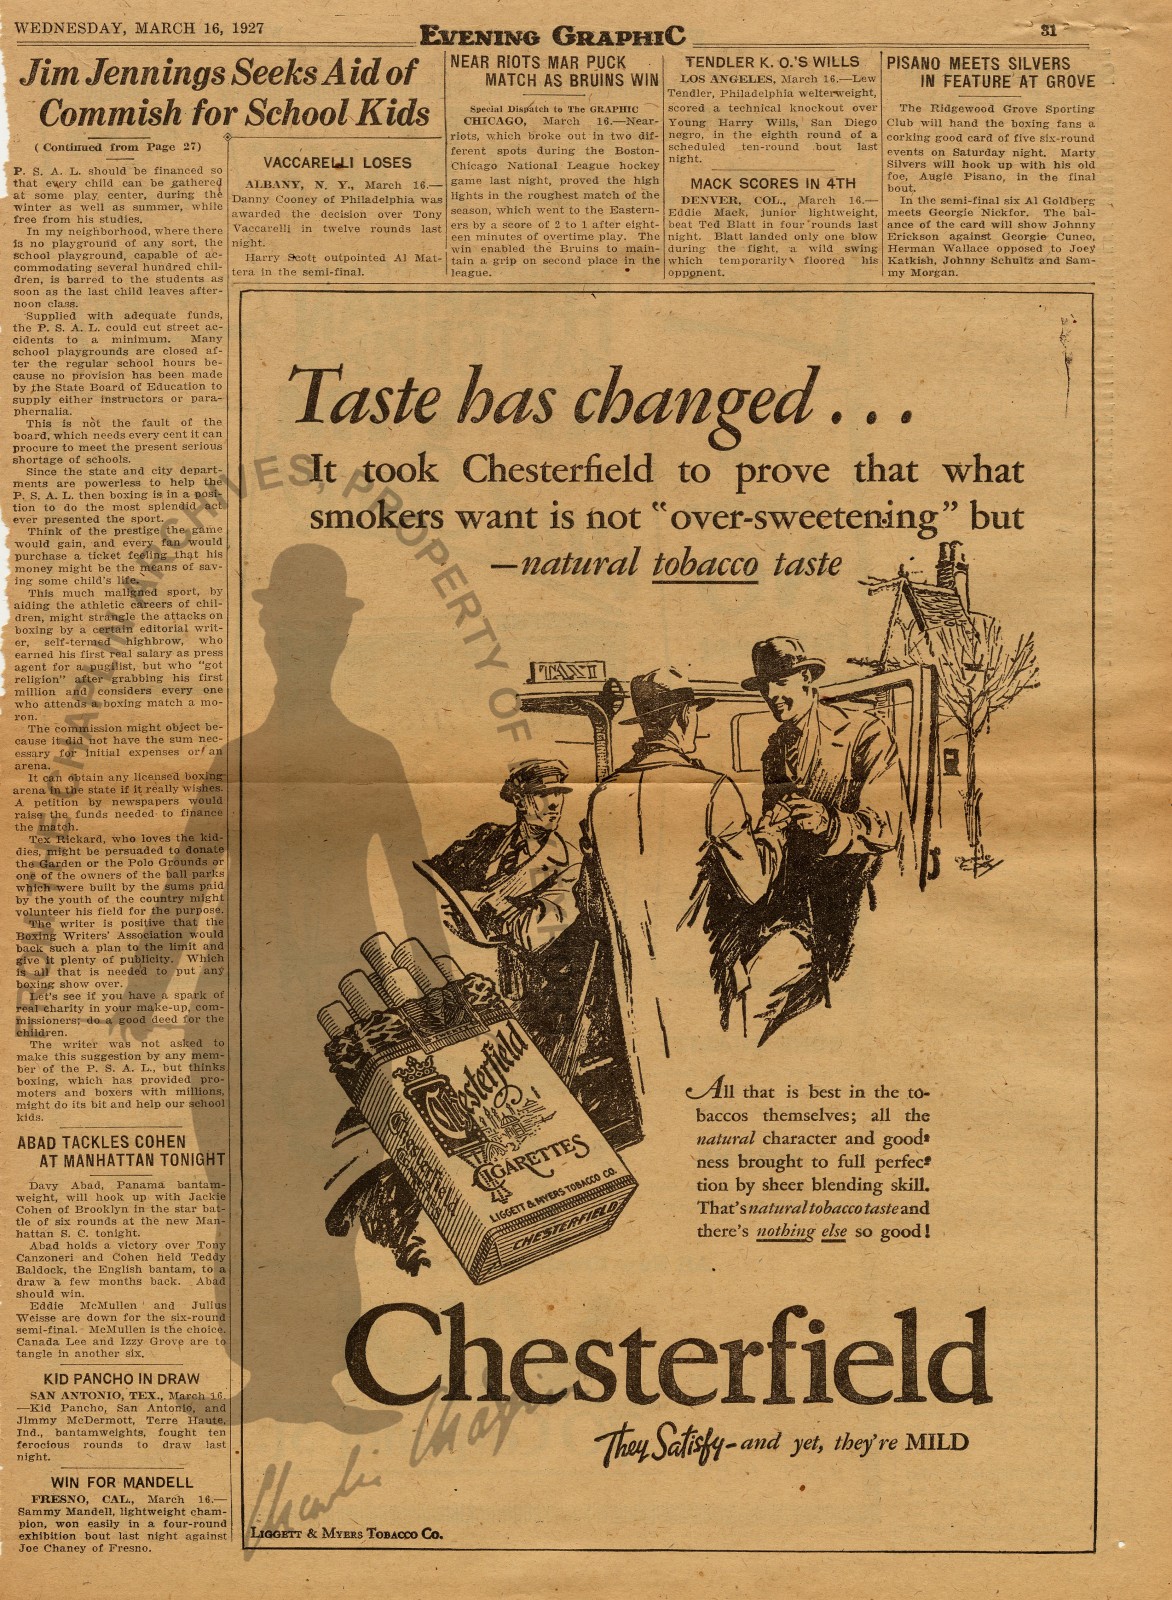 WEDNESDAY, MARCH 16, 1927
EVENING GRAPHIC
31
Jim Jennings Seeks Aid of
Commish for School Kids
(Continued from Page 27)
P. S. A. L. should be financed so
that every child can be gathered
at some play center, during the
winter as well as summer, while
free from his studies.
In my neighborhood, where there
is no playground of any sort, the
school playground, capable of ac-
commodating several hundred chil-
dren, is barred to the students as
soon as the last child leaves after-
noon class.
Supplied with adequate funds,
the P. S. A. L. could cut street ac-
cidents to a minimum. Many
school playgrounds are closed af-
ter the regular school hours be-
cause no provision has been made
by the State Board of Education to
supply either instructors or para-
phernalia.
This is not the fault of the
board, which needs every cent it can
procure to meet the present serious
shortage of schools.
Since the state and city depart-
ments are powerless to help the
P. S. A. L. then boxing is in a posi-
tion to do the most splendid act
ever presented the sport.
Think of the prestige the game
would gain, and every fan would
purchase a ticket feeling that his
money might be the means of sav-
ing some child's life.
This much maligned sport, by
aiding the athletic careers of chil-
dren, might strangle the attacks on
boxing by a certain editorial writ-
er, self-termed highbrow, who
earned his first real salary as press
agent for a pugilist, but who "got
religion" after grabbing his first
million and considers every one
who attends a boxing match a mo-
ron.
The commission might object be-
cause it did not have the sum nec-
essary for initial expenses or an
arena.
It can obtain any licensed boxing
arena in the state if it really wishes.
A petition by newspapers would
raise the funds needed to finance
the match.
Tex Rickard, who loves the kid-
dies, might be persuaded to donate
the Garden or the Polo Grounds or
one of the owners of the ball parks
which were built by the sums paid
by the youth of the country might
volunteer his field for the purpose.
The writer is positive that the
Boxing Writers' Association would
back such a plan to the limit and
give it plenty of publicity. Which
is all that is needed to put any
boxing show over.
Let's see if you have a spark of
real charity in your make-up, com-
missioners; do a good deed for the
children.
The writer was not asked to
make this suggestion by any mem-
ber of the P. S. A. L., but thinks
boxing, which has provided pro-
moters and boxers with millions,
might do its bit and help our school
kids.
ABAD TACKLES COHEN
AT MANHATTAN TONIGHT
Davy Abad, Panama bantam-
weight, will hook up with Jackie
Cohen of Brooklyn in the star bat-
tle of six rounds at the new Man-
hattan S. C. tonight.
Abad holds a victory over Tony
Canzoneri and Cohen held Teddy
Baldock, the English bantam, to a
draw a few months back. Abad
should win.
Eddie McMullen and Julius
Weisse are down for the six-round
semi-final. McMullen is the choice.
Canada Lee and Izzy Grove are to
tangle in another six.
KID PANCHO IN DRAW
SAN ANTONIO, TEX., March 16.
—Kid Pancho, San Antonio, and
Jimmy McDermott, Terre Haute,
Ind., bantamweights, fought ten
ferocious rounds to draw last
night.
WIN FOR MANDELL
FRESNO, CAL., March 16.—
Sammy Mandell, lightweight cham-
pion, won easily in a four-round
exhibition bout last night against
Joe Chaney of Fresno.
VACCARELLI LOSES
ALBANY, N. Y., March 16.—
Danny Cooney of Philadelphia was
awarded the decision over Tony
Vaccarelli in twelve rounds last
night.
Harry Scott outpointed Al Mat-
tera in the semi-final.
NEAR RIOTS MAR PUCK
MATCH AS BRUINS WIN
Special Dispatch to The GRAPHIC
CHICAGO, March 16.—Near-
riots, which broke out in two dif-
ferent spots during the Boston-
Chicago National League hockey
game last night, proved the high
lights in the roughest match of the
season, which went to the Eastern-
ers by a score of 2 to 1 after eight-
een minutes of overtime play. The
win enabled the Bruins to main-
tain a grip on second place in the
league.
TENDLER K. O.'S WILLS
LOS ANGELES, March 16.—Lew
Tendler, Philadelphia welterweight,
scored a technical knockout over
Young Harry Wills, San Diego
negro, in the eighth round of a
scheduled ten-round bout last
night.
MACK SCORES IN 4TH
DENVER, COL., March 16.—
Eddie Mack, junior lightweight,
beat Ted Blatt in four rounds last
night. Blatt landed only one blow
during the fight, a wild swing
which temporarily floored his
opponent.
PISANO MEETS SILVERS
IN FEATURE AT GROVE
The Ridgewood Grove Sporting
Club will hand the boxing fans a
corking good card of five six-round
events on Saturday night. Marty
Silvers will hook up with his old
foe, Augie Pisano, in the final
bout.
In the semi-final six Al Goldberg
meets Georgie Nickfor. The bal-
ance of the card will show Johnny
Erickson against Georgie Cuneo,
Herman Wallace opposed to Joey
Katkish, Johnny Schultz and Sam-
my Morgan.
Taste has changed . . .
It took Chesterfield to prove that what
smokers want is not "over-sweetening" but
—natural tobacco taste
TAXI
Chesterfield
CIGARETTES
LIGGETT & MYERS TOBACCO CO.
CHESTERFIELD
All that is best in the to-
baccos themselves; all the
natural character and good-
ness brought to full perfec-
tion by sheer blending skill.
That's natural tobacco taste and
there's nothing else so good!
Chesterfield
They Satisfy—and yet, they're MILD
LIGGETT & MYERS TOBACCO CO.
Charlie Chaplin